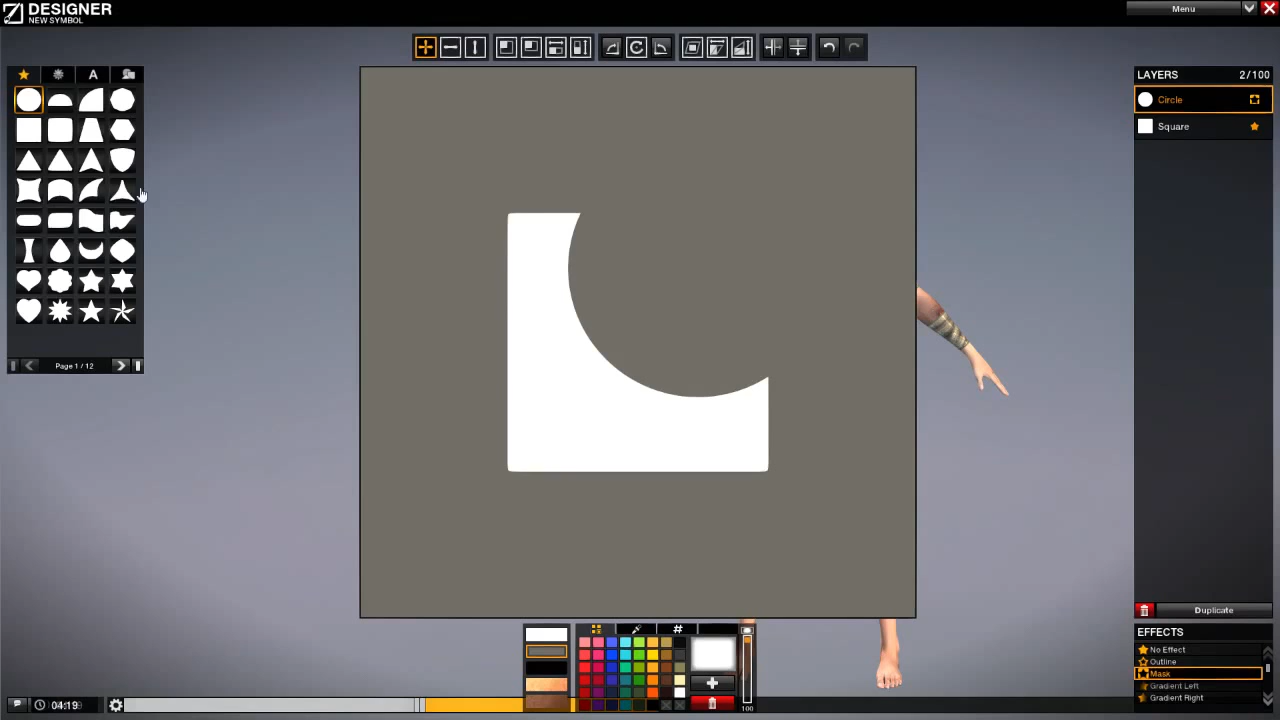 DESIGNER
NEW SYMBOL
Menu
A
LAYERS 2/100
Circle
Square
Page 1 / 12
Duplicate
EFFECTS
No Effect
Outline
Mask
Gradient Left
Gradient Right
#
100
04:19